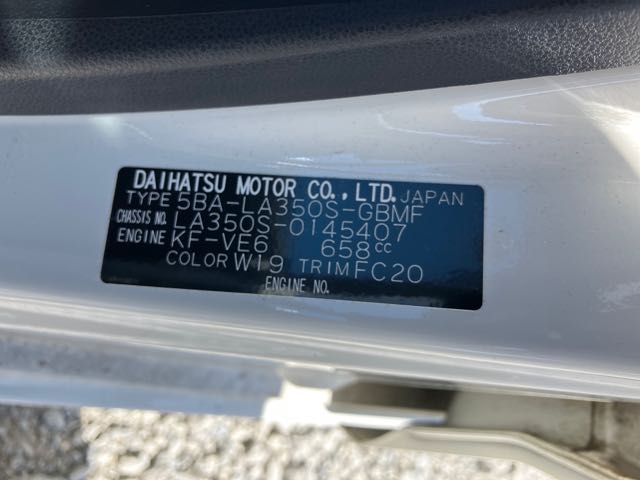 DAIHATSU MOTOR CO., LTD. JAPAN
TYPE 5BA-LA350S-GBMF
CHASSIS NO. LA350S-0145407
ENGINE KF-VE6 658cc
COLOR W19 TRIM FC20
ENGINE NO.